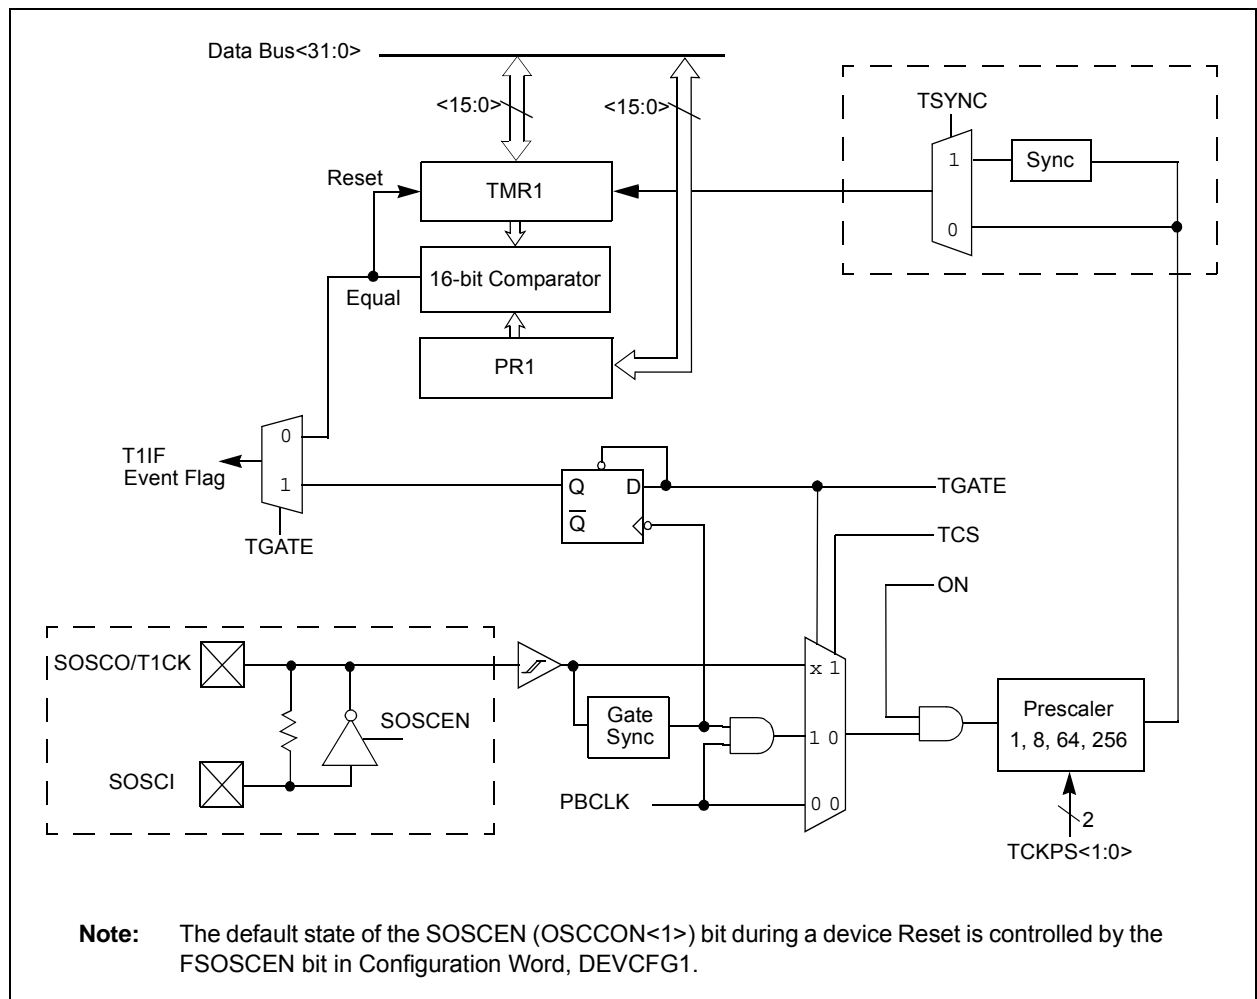 Data Bus<31:0>
<15:0>
<15:0>
TSYNC
1
Sync
Reset
TMR1
0
16-bit Comparator
Equal
PR1
0
T1IF
Event Flag
1
Q
D
TGATE
Q
TGATE
TCS
ON
SOSCO/T1CK
x 1
SOSCEN
Gate
Sync
Prescaler
1, 8, 64, 256
1 0
SOSCI
PBCLK
0 0
2
TCKPS<1:0>
Note: The default state of the SOSCEN (OSCCON<1>) bit during a device Reset is controlled by the
FSOSCEN bit in Configuration Word, DEVCFG1.